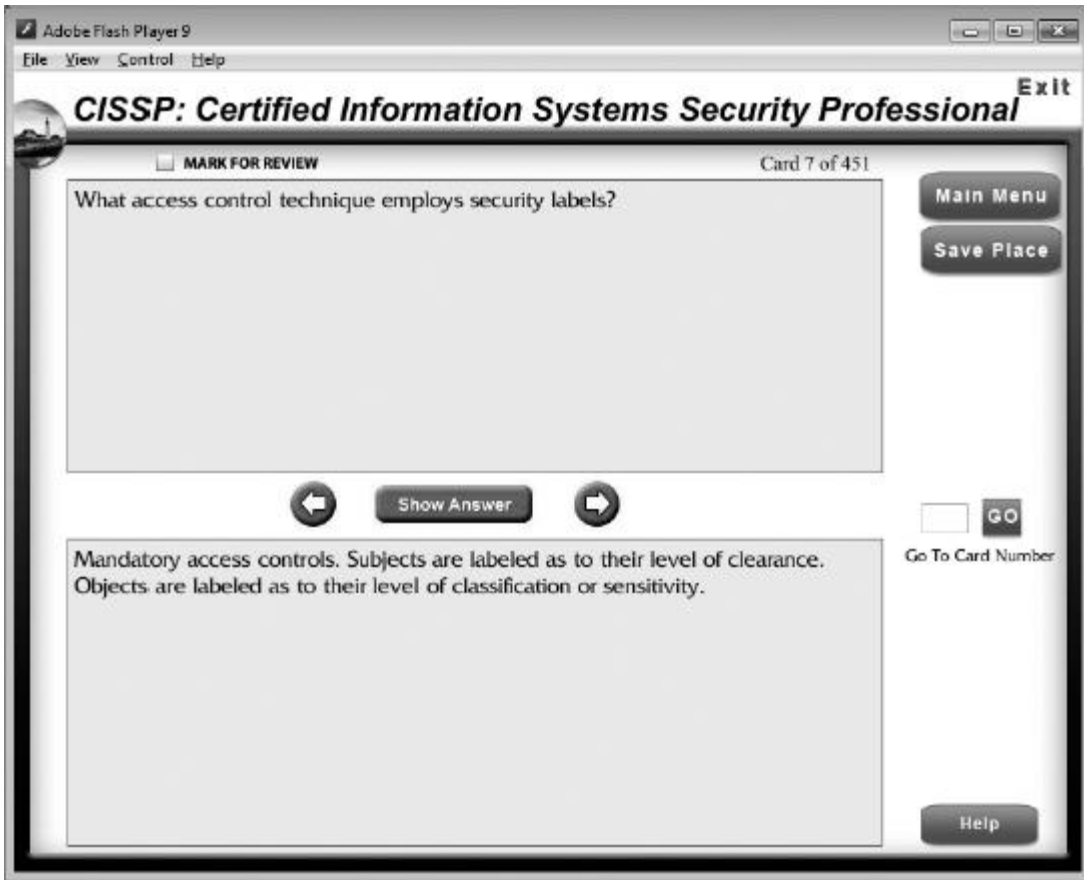 Adobe Flash Player 9
File View Control Help
Exit
CISSP: Certified Information Systems Security Professional
MARK FOR REVIEW
Card 7 of 451
What access control technique employs security labels?
Main Menu
Save Place
Show Answer
GO
Go To Card Number
Mandatory access controls. Subjects are labeled as to their level of clearance.
Objects are labeled as to their level of classification or sensitivity.
Help